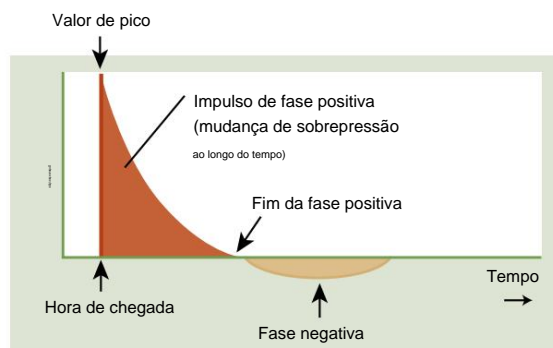 Valor de pico
Impulso de fase positiva
(mudança de sobrepressão
ao longo do tempo)
Fim da fase positiva
Tempo
Hora de chegada
Fase negativa